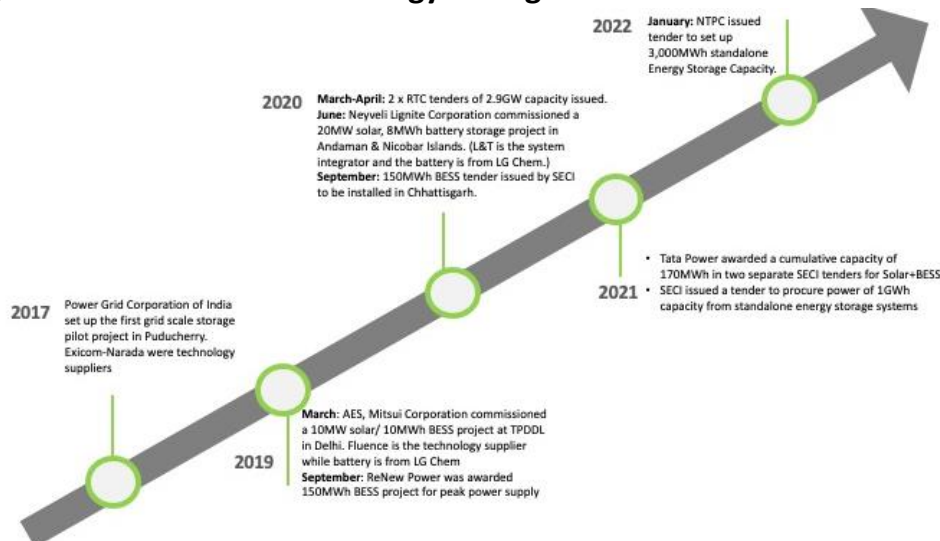 2017
Power Grid Corporation of India
set up the first grid scale storage
pilot project in Puducherry.
Exicom-Narada were technology
suppliers
2019
March: AES, Mitsui Corporation commissioned
a 10MW solar/ 10MWh BESS project at TPDDL
in Delhi. Fluence is the technology supplier
while battery is from LG Chem
September: ReNew Power was awarded
150MWh BESS project for peak power supply
2020
March-April: 2 x RTC tenders of 2.9GW capacity issued.
June: Neyveli Lignite Corporation commissioned a
20MW solar, 8MWh battery storage project in
Andaman & Nicobar Islands. (L&T is the system
integrator and the battery is from LG Chem.)
September: 150MWh BESS tender issued by SECI
to be installed in Chhattisgarh.
2021
• Tata Power awarded a cumulative capacity of
170MWh in two separate SECI tenders for Solar+BESS
• SECI issued a tender to procure power of 1GWh
capacity from standalone energy storage systems
2022
January: NTPC issued
tender to set up
3,000MWh standalone
Energy Storage Capacity.